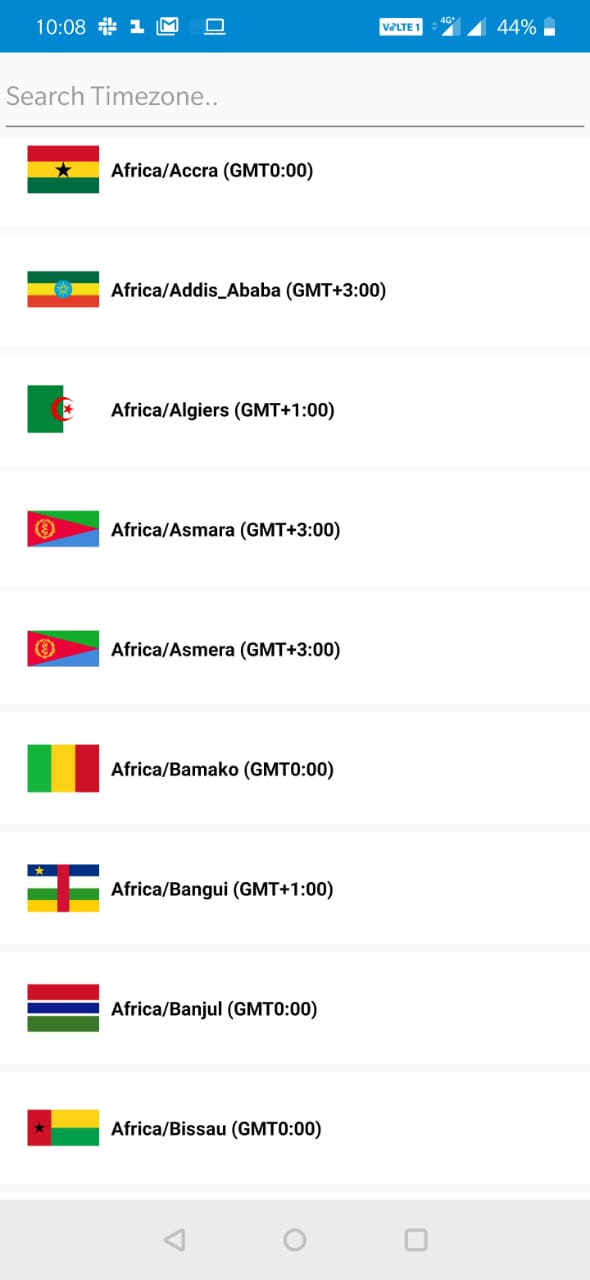 10:08 1 VoLTE 1 4G+ 44%
Search Timezone..
Africa/Accra (GMT0:00)
Africa/Addis_Ababa (GMT+3:00)
Africa/Algiers (GMT+1:00)
Africa/Asmara (GMT+3:00)
Africa/Asmera (GMT+3:00)
Africa/Bamako (GMT0:00)
Africa/Bangui (GMT+1:00)
Africa/Banjul (GMT0:00)
Africa/Bissau (GMT0:00)